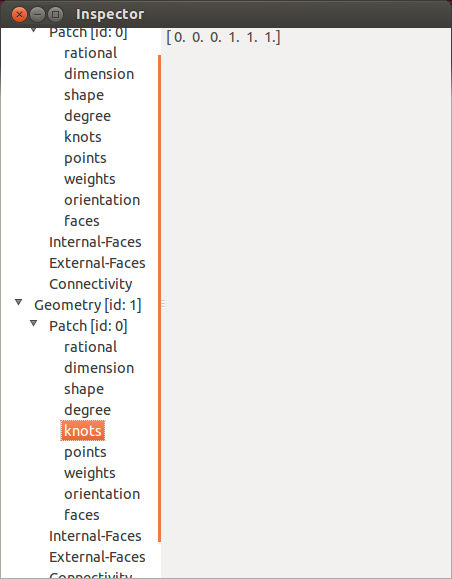 Inspector
Patch [id: 0]
rational
dimension
shape
degree
knots
points
weights
orientation
faces
Internal-Faces
External-Faces
Connectivity
Geometry [id: 1]
Patch [id: 0]
rational
dimension
shape
degree
knots
points
weights
orientation
faces
Internal-Faces
External-Faces
Connectivity
[ 0. 0. 0. 1. 1. 1.]